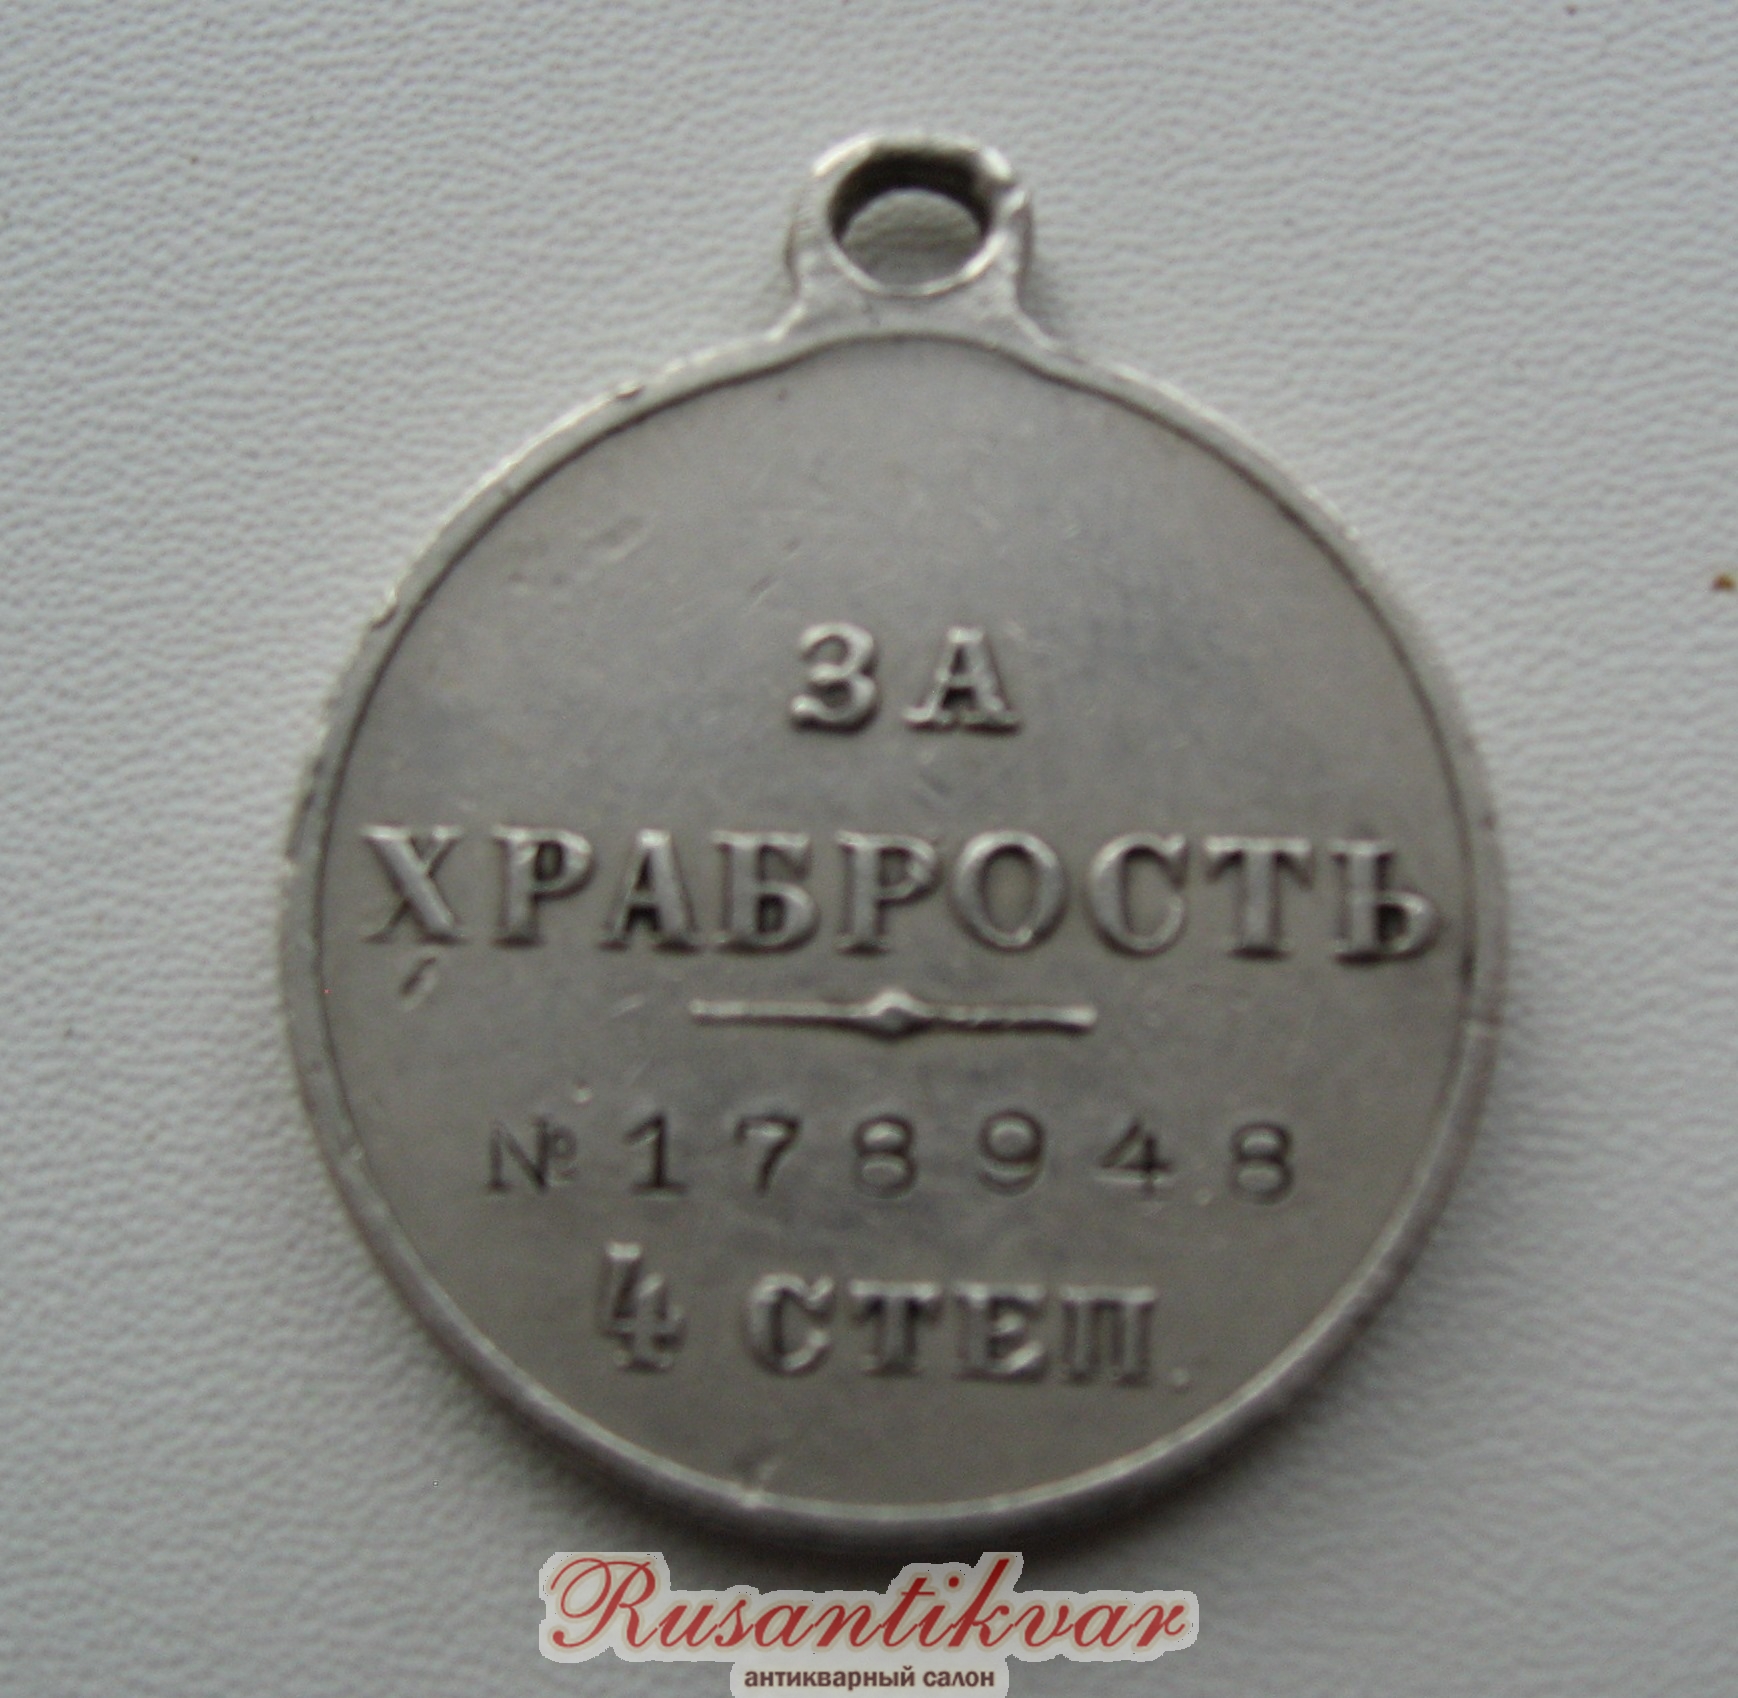 ЗА
ХРАБРОСТЬ
№ 178948
4 СТЕП.
Rusantikvar
антикварный салон